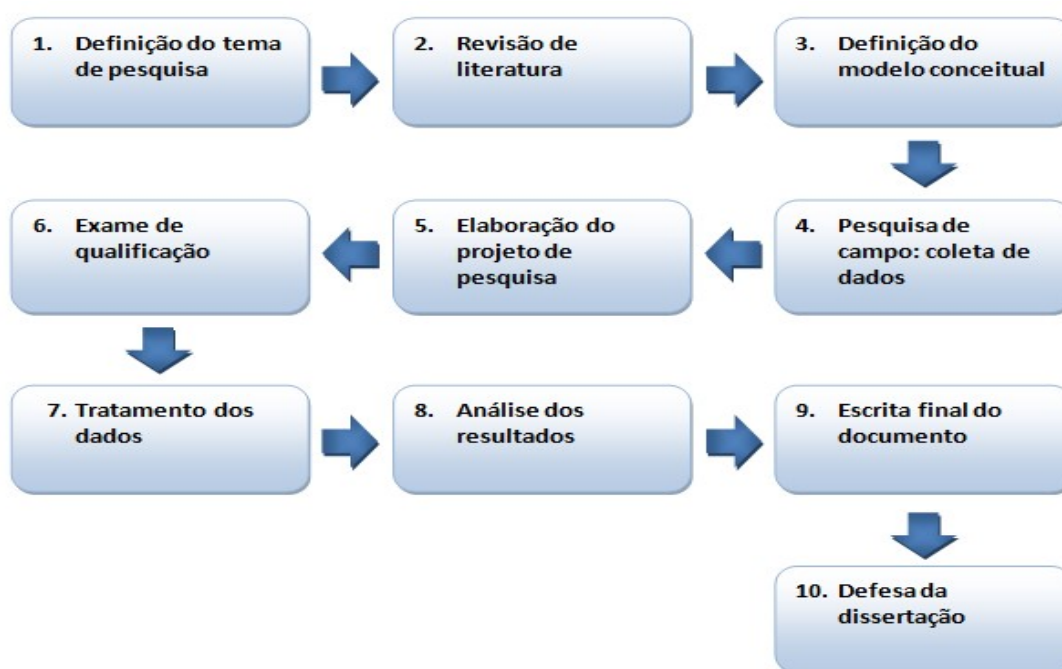 1. Definição do tema
de pesquisa
2. Revisão de
literatura
3. Definição do
modelo conceitual
4. Pesquisa de
campo: coleta de
dados
5. Elaboração do
projeto de
pesquisa
6. Exame de
qualificação
7. Tratamento dos
dados
8. Análise dos
resultados
9. Escrita final do
documento
10. Defesa da
dissertação